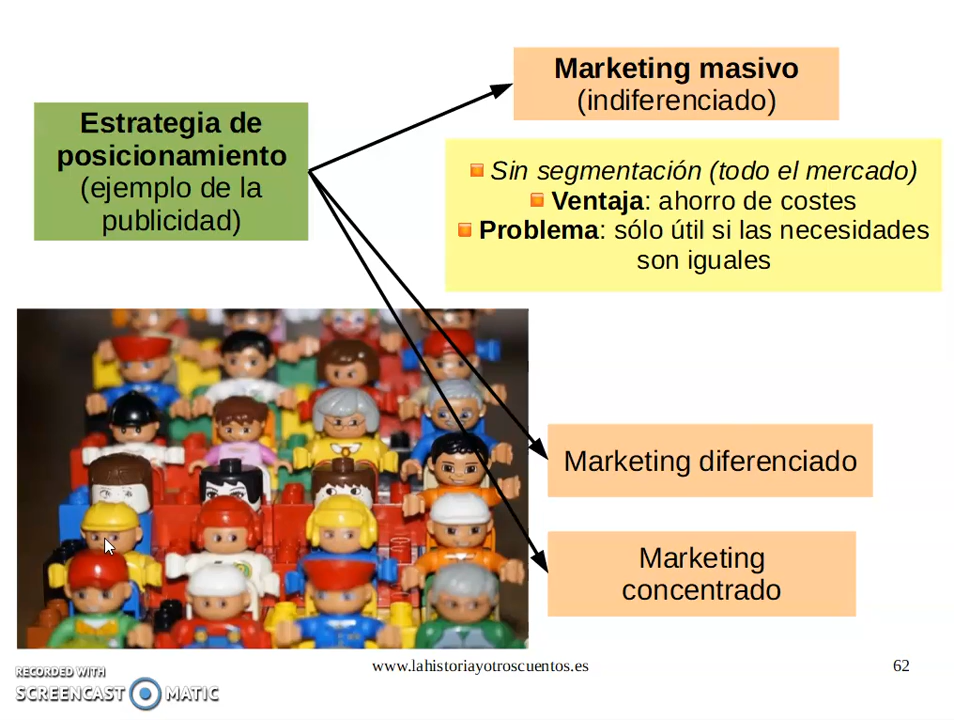 Estrategia de
posicionamiento
(ejemplo de la
publicidad)
Marketing masivo
(indiferenciado)
Sin segmentación (todo el mercado)
Ventaja: ahorro de costes
Problema: sólo útil si las necesidades
son iguales
Marketing diferenciado
Marketing
concentrado
www.lahistoriayotroscuentos.es
62
RECORDED WITH
SCREENCAST MATIC